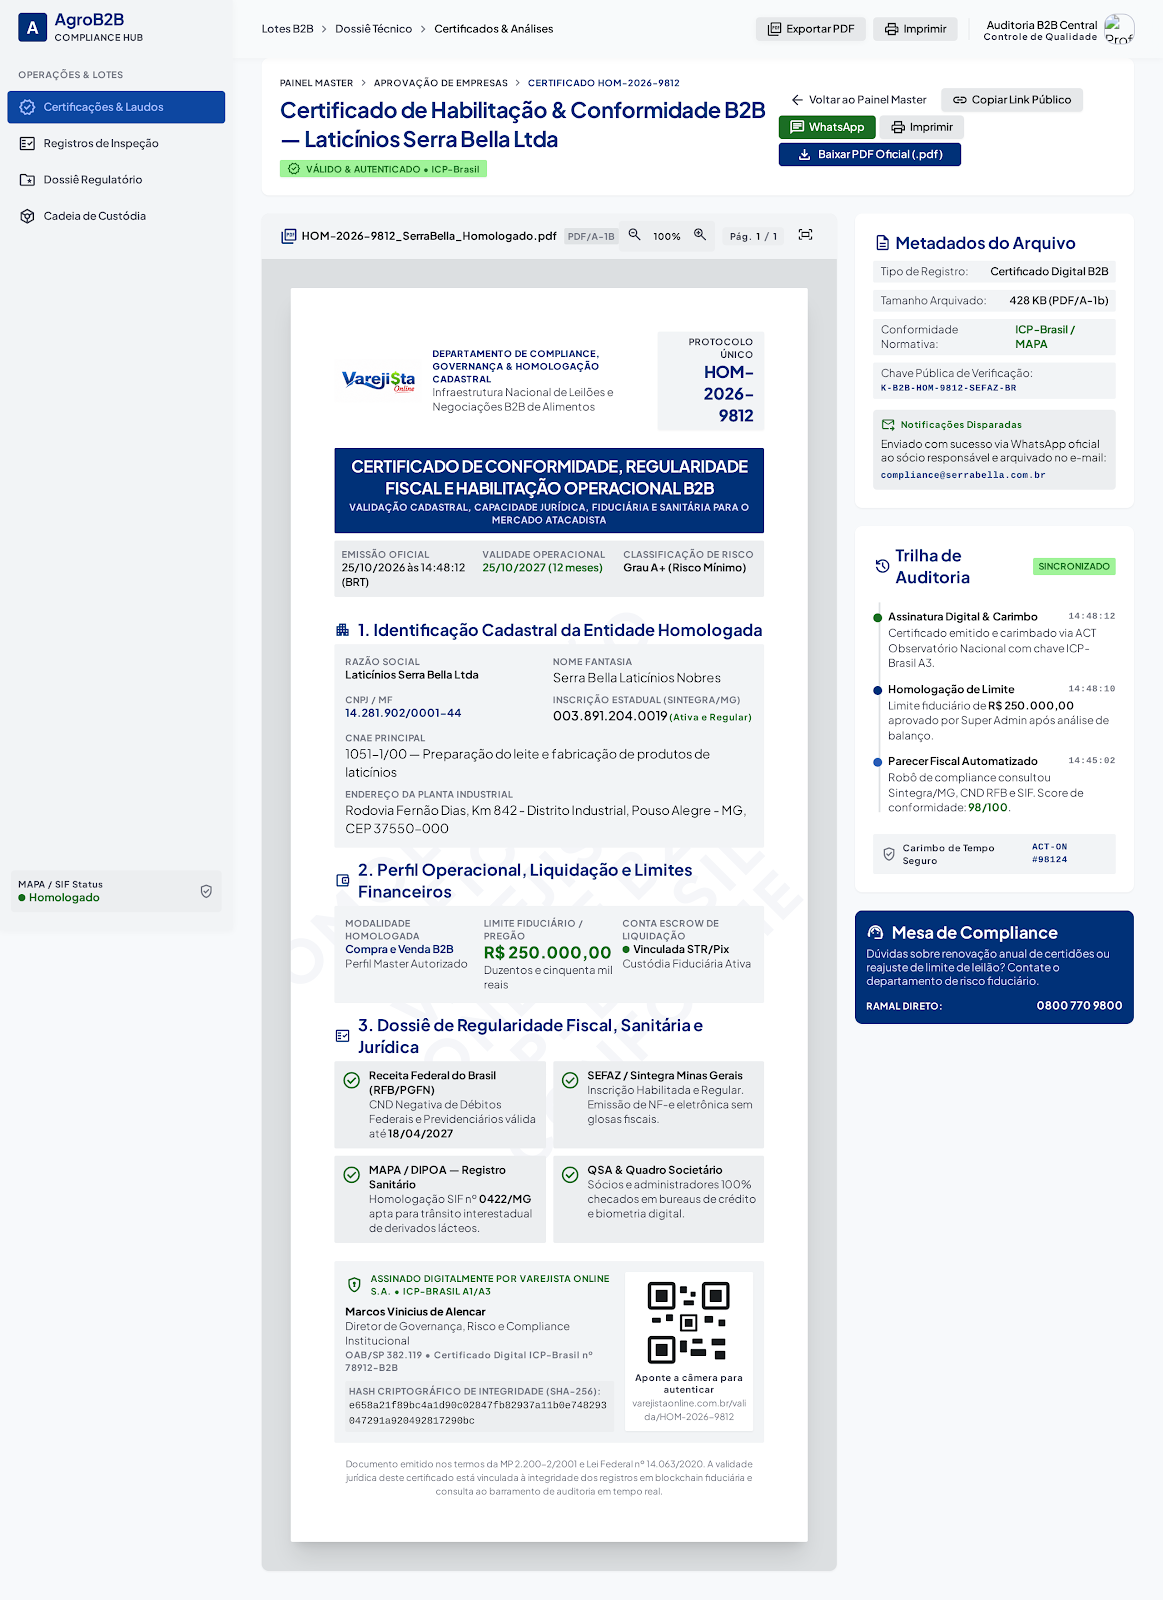 A
AgroB2B
COMPLIANCE HUB
OPERAÇÕES & LOTES
Certificações & Laudos
Registros de Inspeção
Dossiê Regulatório
Cadeia de Custódia
MAPA / SIF Status
Homologado
Lotes B2B > Dossiê Técnico > Certificados & Análises
Exportar PDF
Imprimir
Auditoria B2B Central
Controle de Qualidade
PAINEL MASTER > APROVAÇÃO DE EMPRESAS > CERTIFICADO HOM-2026-9812
Certificado de Habilitação & Conformidade B2B
— Laticínios Serra Bella Ltda
VÁLIDO & AUTENTICADO • ICP-Brasil
Voltar ao Painel Master
Copiar Link Público
WhatsApp
Imprimir
Baixar PDF Oficial (.pdf)
HOM-2026-9812_SerraBella_Homologado.pdf
PDF/A-1B
100%
Pág. 1 / 1
Varejista
Online
DEPARTAMENTO DE COMPLIANCE,
GOVERNANÇA & HOMOLOGAÇÃO
CADASTRAL
Infraestrutura Nacional de Leilões e
Negociações B2B de Alimentos
PROTOCOLO
ÚNICO
HOM-
2026-
9812
CERTIFICADO DE CONFORMIDADE, REGULARIDADE
FISCAL E HABILITAÇÃO OPERACIONAL B2B
VALIDAÇÃO CADASTRAL, CAPACIDADE JURÍDICA, FIDUCIÁRIA E SANITÁRIA PARA O
MERCADO ATACADISTA
EMISSÃO OFICIAL
25/10/2026 às 14:48:12
(BRT)
VALIDADE OPERACIONAL
25/10/2027 (12 meses)
CLASSIFICAÇÃO DE RISCO
Grau A+ (Risco Mínimo)
1. Identificação Cadastral da Entidade Homologada
RAZÃO SOCIAL
Laticínios Serra Bella Ltda
NOME FANTASIA
Serra Bella Laticínios Nobres
CNPJ / MF
14.281.902/0001-44
INSCRIÇÃO ESTADUAL (SINTEGRA/MG)
003.891.204.0019 (Ativa e Regular)
CNAE PRINCIPAL
1051-1/00 — Preparação do leite e fabricação de produtos de
laticínios
ENDEREÇO DA PLANTA INDUSTRIAL
Rodovia Fernão Dias, Km 842 - Distrito Industrial, Pouso Alegre - MG,
CEP 37550-000
2. Perfil Operacional, Liquidação e Limites
Financeiros
MODALIDADE
HOMOLOGADA
Compra e Venda B2B
Perfil Master Autorizado
LIMITE FIDUCIÁRIO /
PREGÃO
R$ 250.000,00
Duzentos e cinquenta mil
reais
CONTA ESCROW DE
LIQUIDAÇÃO
Vinculada STR/Pix
Custódia Fiduciária Ativa
3. Dossiê de Regularidade Fiscal, Sanitária e
Jurídica
Receita Federal do Brasil
(RFB/PGFN)
CND Negativa de Débitos
Federais e Previdenciários válida
até 18/04/2027
SEFAZ / Sintegra Minas Gerais
Inscrição Habilitada e Regular.
Emissão de NF-e eletrônica sem
glosas fiscais.
MAPA / DIPOA — Registro
Sanitário
Homologação SIF nº 0422/MG
apta para trânsito interestadual
de derivados lácteos.
QSA & Quadro Societário
Sócios e administradores 100%
checados em bureaus de crédito
e biometria digital.
ASSINADO DIGITALMENTE POR VAREJISTA ONLINE
S.A. • ICP-BRASIL A1/A3
Marcos Vinicius de Alencar
Diretor de Governança, Risco e Compliance
Institucional
OAB/SP 382.119 • Certificado Digital ICP-Brasil nº
78912-B2B
HASH CRIPTOGRÁFICO DE INTEGRIDADE (SHA-256):
e658a21f89bc4a1d90c02847fb82937a11b0e748293
047291a920492817290bc
Aponte a câmera para
autenticar
varejistaonline.com.br/vali
da/HOM-2026-9812
Documento emitido nos termos da MP 2.200-2/2001 e Lei Federal nº 14.063/2020. A validade
jurídica deste certificado está vinculada à integridade dos registros em blockchain fiduciária e
consulta ao barramento de auditoria em tempo real.
Metadados do Arquivo
Tipo de Registro: Certificado Digital B2B
Tamanho Arquivado: 428 KB (PDF/A-1b)
Conformidade
Normativa:
ICP-Brasil /
MAPA
Chave Pública de Verificação:
K-B2B-HOM-9812-SEFAZ-BR
Notificações Disparadas
Enviado com sucesso via WhatsApp oficial
ao sócio responsável e arquivado no e-mail:
compliance@serrabella.com.br
Trilha de
Auditoria
SINCRONIZADO
Assinatura Digital & Carimbo 14:48:12
Certificado emitido e carimbado via ACT
Observatório Nacional com chave ICP-
Brasil A3.
Homologação de Limite 14:48:10
Limite fiduciário de R$ 250.000,00
aprovado por Super Admin após análise de
balanço.
Parecer Fiscal Automatizado 14:45:02
Robô de compliance consultou
Sintegra/MG, CND RFB e SIF. Score de
conformidade: 98/100.
Carimbo de Tempo
Seguro
ACT-ON
#98124
Mesa de Compliance
Dúvidas sobre renovação anual de certidões ou
reajuste de limite de leilão? Contate o
departamento de risco fiduciário.
RAMAL DIRETO: 0800 770 9800